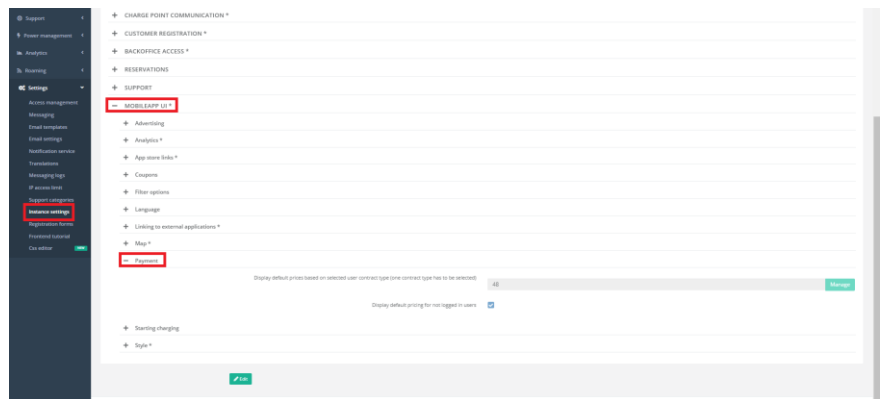 Support
Power management
Analytics
Roaming
Settings
Access management
Messaging
Email templates
Email settings
Notification service
Translations
Messaging logs
IP access limit
Support categories
Instance settings
Registration forms
Frontend tutorial
Css editor NEW
CHARGE POINT COMMUNICATION *
CUSTOMER REGISTRATION *
BACKOFFICE ACCESS *
RESERVATIONS
SUPPORT
MOBILEAPP UI *
Advertising
Analytics *
App store links *
Coupons
Filter options
Language
Linking to external applications *
Map *
Payment
Display default prices based on selected user contract type (one contract type has to be selected)
48 Manage
Display default pricing for not logged in users
Starting charging
Style *
Edit